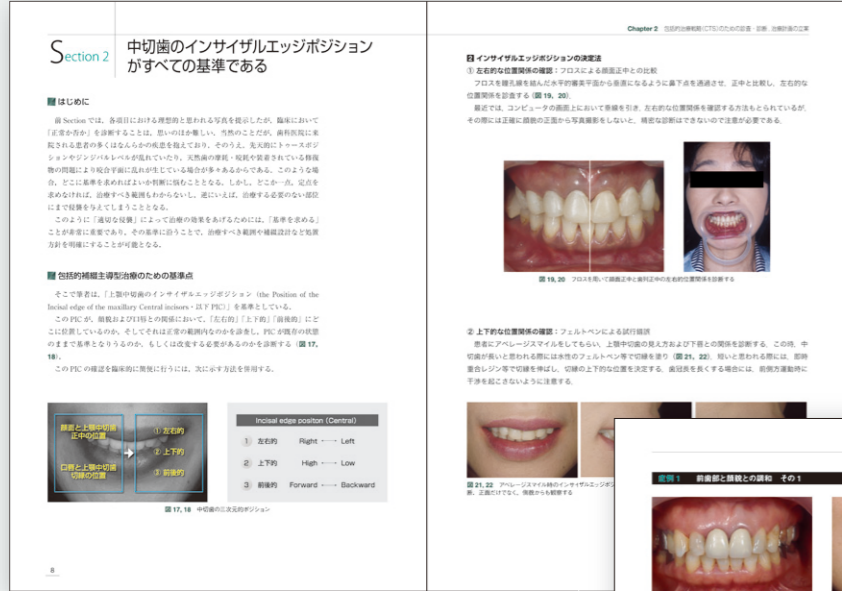 Section 2
中切歯のインサイザルエッジポジション
がすべての基準である
はじめに
前 Section では，各項目における理想的と思われる写真を提示したが，臨床において
「正常か否か」を診断することは，思いのほか難しい．当然のことだが，歯科医院に来
院される患者の多くはなんらかの疾患を抱えており，そのうえ，先天的にトゥースポジ
ションやジンジバルレベルが乱れていたり，天然歯の摩耗・咬耗や装着されている修復
物の問題により咬合平面に乱れが生じている場合が多々あるからである．このような場
合，どこに基準を求めればよいか判断に悩むこととなる．しかし，どこか一点，定点を
求めなければ，治療すべき範囲もわからないし，逆にいえば，治療する必要のない部位
にまで侵襲を与えてしまうこととなる．
このように「適切な侵襲」によって治療の効果をあげるためには，「基準を求める」
ことが非常に重要であり，その基準に沿うことで，治療すべき範囲や補綴設計など処置
方針を明確にすることが可能となる．
包括的補綴主導型治療のための基準点
そこで筆者は，「上顎中切歯のインサイザルエッジポジション（the Position of the
Incisal edge of the maxillary Central incisors・以下 PIC）」を基準としている．
この PIC が，顔貌および口唇との関係において，「左右的」「上下的」「前後的」にど
こに位置しているのか，そしてそれは正常の範囲内なのかを診査し，PIC が既存の状態
のままで基準となりうるのか，もしくは改変する必要があるのかを診断する（図 17,
18）．
この PIC の確認を臨床的に簡便に行うには，次に示す方法を併用する．
顔面と上顎中切歯
正中の位置
口唇と上顎中切歯
切縁の位置
① 左右的
② 上下的
③ 前後的
Incisal edge positon (Central)
1 左右的 Right ←→ Left
2 上下的 High ←→ Low
3 前後的 Forward ←→ Backward
図 17, 18 中切歯の三次元的ポジション
8
Chapter 2 包括的治療戦略（CTS）のための診査・診断，治療計画の立案
2 インサイザルエッジポジションの決定法
① 左右的な位置関係の確認：フロスによる顔面正中との比較
フロスを瞳孔線を結んだ水平的審美平面から垂直になるように鼻下点を通過させ，正中と比較し，左右的な
位置関係を診査する（図 19, 20）．
最近では，コンピュータの画面上において垂線を引き，左右的な位置関係を確認する方法もとられているが，
その際には正確に顔貌の正面から写真撮影をしないと，精密な診断はできないので注意が必要である．
図 19, 20 フロスを用いて顔面正中と歯列正中の左右的位置関係を診断する
② 上下的な位置関係の確認：フェルトペンによる試行錯誤
患者にアベレージスマイルをしてもらい，上顎中切歯の見え方および下唇との関係を診断する．この時，中
切歯が長いと思われる際には水性のフェルトペン等で切縁を塗り（図 21, 22），短いと思われる際には，即時
重合レジン等で切縁を伸ばし，切縁の上下的な位置を決定する．歯冠長を長くする場合には，前側方運動時に
干渉を起こさないように注意する．
図 21, 22 アベレージスマイル時のインサイザルエッジポジ
断．正面だけでなく，側貌からも観察する
症例 1 前歯部と顔貌との調和 その 1